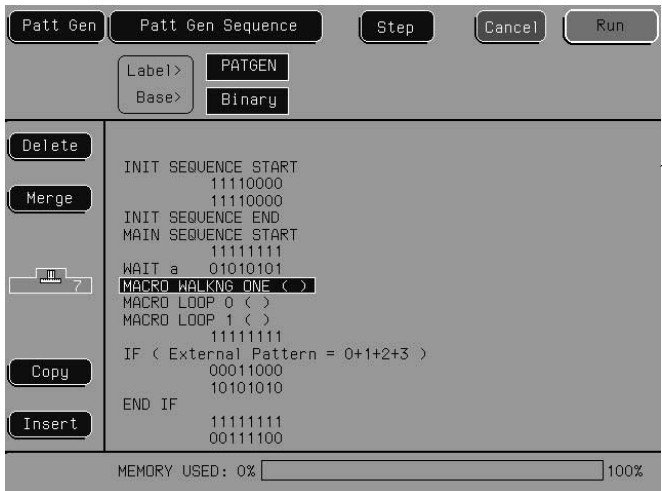 Patt Gen Patt Gen Sequence Step Cancel Run
Label> PATGEN
Base> Binary
Delete
Merge
7
Copy
Insert
INIT SEQUENCE START
11110000
11110000
INIT SEQUENCE END
MAIN SEQUENCE START
11111111
WAIT a 01010101
MACRO WALKNG ONE ( )
MACRO LOOP 0 ( )
MACRO LOOP 1 ( )
11111111
IF ( External Pattern = 0+1+2+3 )
00011000
10101010
END IF
11111111
00111100
MEMORY USED: 0% 100%